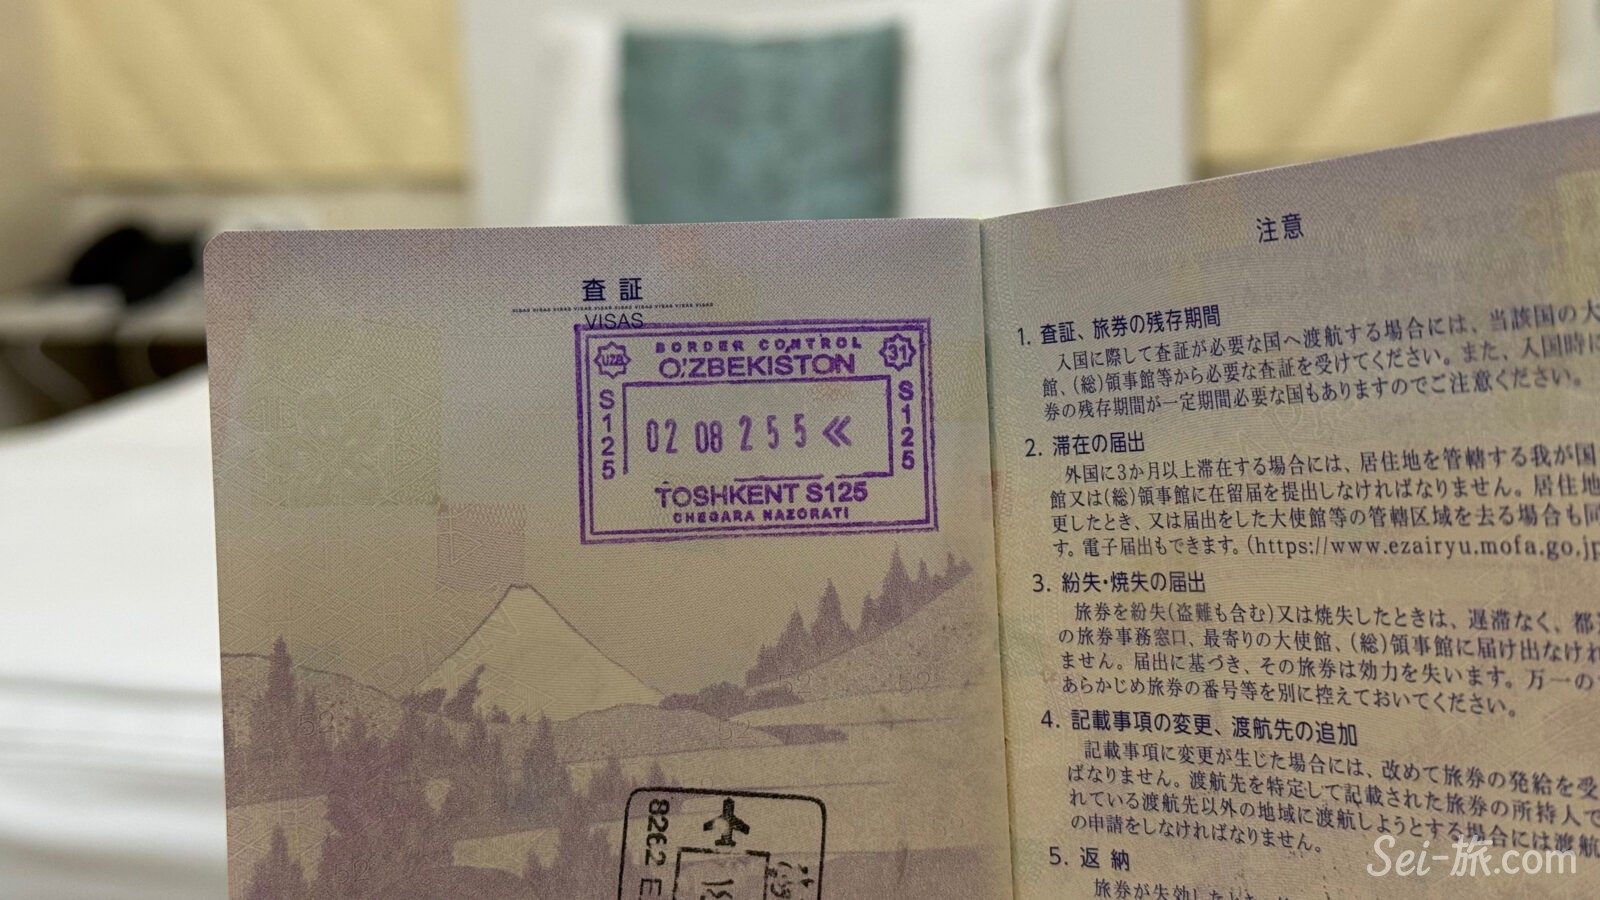 査証
VISAS
BORDER CONTROL
O'ZBEKISTON
UZB
31
S125
S125
02 08 25 5 «
TOSHKENT S125
CHEGARA NAZORATI
8262 E
注意
1. 査証、旅券の残存期間
入国に際して査証が必要な国へ渡航する場合には、当該国の大
館、(総)領事館等から必要な査証を受けてください。また、入国時に
券の残存期間が一定期間必要な国もありますのでご注意ください。
2. 滞在の届出
外国に3か月以上滞在する場合には、居住地を管轄する我が国
館又は(総)領事館に在留届を提出しなければなりません。居住地
更したとき、又は届出をした大使館等の管轄区域を去る場合も同
す。電子届出もできます。(https://www.ezairyu.mofa.go.jp
3. 紛失・焼失の届出
旅券を紛失(盗難も含む)又は焼失したときは、遅滞なく、都
の旅券事務窓口、最寄りの大使館、(総)領事館に届け出なけれ
ません。届出に基づき、その旅券は効力を失います。万一の
あらかじめ旅券の番号等を別に控えておいてください。
4. 記載事項の変更、渡航先の追加
記載事項に変更が生じた場合には、改めて旅券の発給を受
ばなりません。渡航先を特定して記載された旅券の所持人で
れている渡航先以外の地域に渡航しようとする場合には渡航
の申請をしなければなりません。
5. 返納
旅券が失効したとき
Sei-旅.com